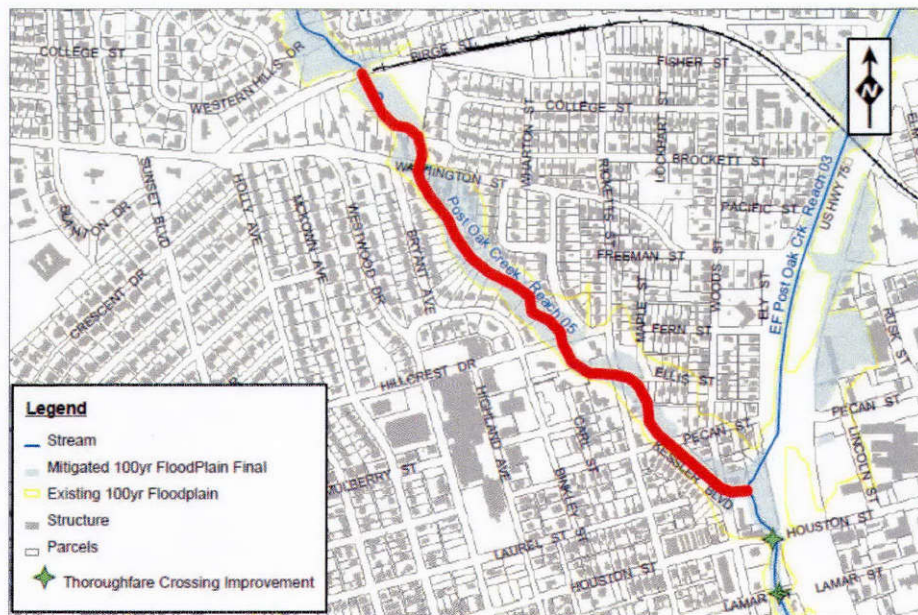 COLLEGE ST
WESTERN HILLS DR
BIRGE ST
FISHER ST
COLLEGE ST
WHARTON ST
LOCKHART ST
BROCKETT ST
WASHINGTON ST
RICKETTS ST
PACIFIC ST
US HWY 75
EF Post Oak Crk - Reach 03
SUNSET BLVD
HOLLY AVE
MCKOWN AVE
WESTWOOD DR
BRYANT AVE
Post Oak Creek - Reach 05
FREEMAN ST
WOODS ST
ELY ST
MAPLE ST
FERN ST
RUSK ST
CRESCENT DR
HILLCREST DR
ELLIS ST
HIGHLAND AVE
CARR ST
BINKLEY ST
PECAN ST
PECAN ST
LINCOLN ST
KESSLER BLVD
MULBERRY ST
LAUREL ST
HOUSTON ST
HOUSTON ST
LAMAR
LAMAR ST
N
Legend
Stream
Mitigated 100yr FloodPlain Final
Existing 100yr Floodplain
Structure
Parcels
Thoroughfare Crossing Improvement